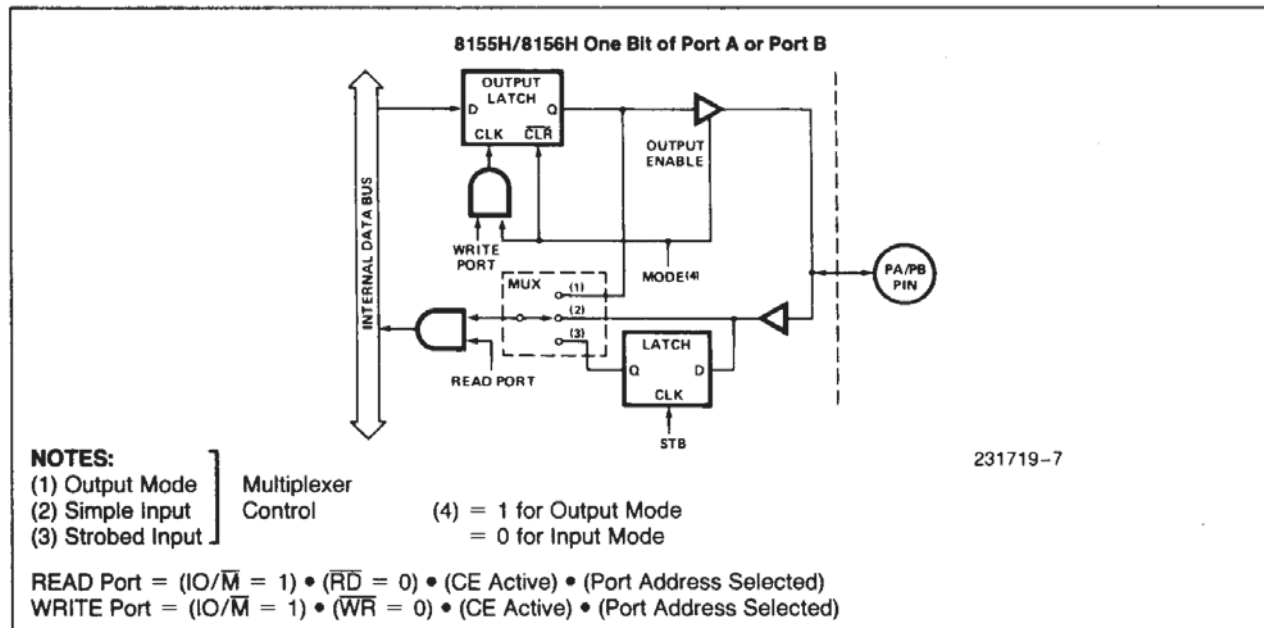 8155H/8156H One Bit of Port A or Port B
OUTPUT
LATCH
D
Q
CLK
C̅L̅R̅
OUTPUT
ENABLE
INTERNAL DATA BUS
WRITE
PORT
MODE(4)
PA/PB
PIN
MUX
(1)
(2)
(3)
LATCH
Q
D
CLK
READ PORT
STB
231719-7
NOTES:
(1) Output Mode
(2) Simple Input
(3) Strobed Input
Multiplexer
Control
(4) = 1 for Output Mode
= 0 for Input Mode
READ Port = (IO/M̅ = 1) • (R̅D̅ = 0) • (CE Active) • (Port Address Selected)
WRITE Port = (IO/M̅ = 1) • (W̅R̅ = 0) • (CE Active) • (Port Address Selected)